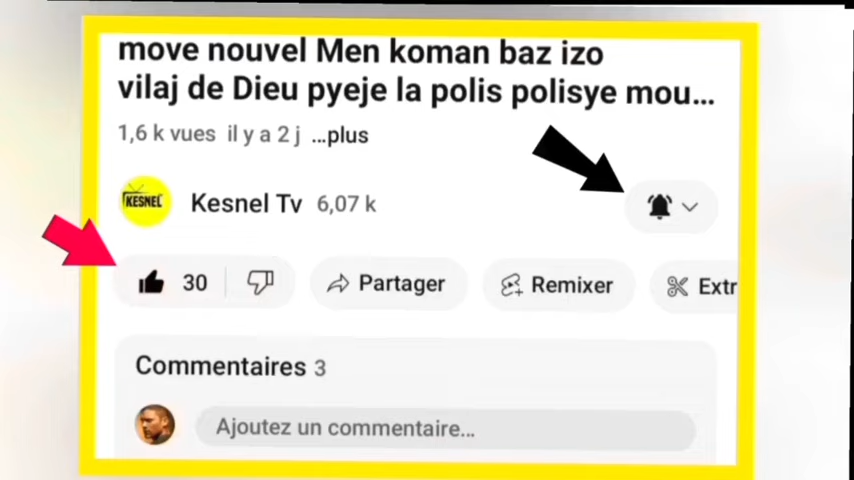 move nouvel Men koman baz izo
vilaj de Dieu pyeje la polis polisye mou...
1,6 k vues il y a 2 j ...plus
KESNEL
Kesnel Tv 6,07 k
30 Partager Remixer Extr
Commentaires 3
Ajoutez un commentaire...